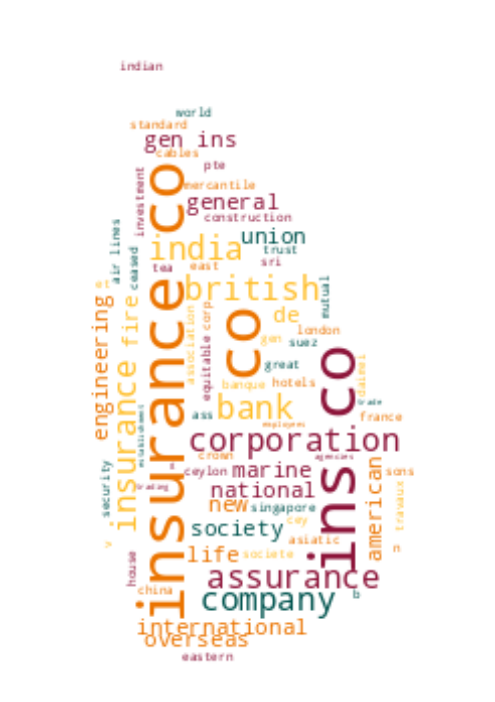 indian
world
standard
gen ins
cables
pte
mercantile
investment
insurance co
general
construction
union
air lines
india
trust
ceased
tea
east
sri
british
mutual
engineering
fire
association
corp
co
de
london
gen
suez
equitable
great
ins co
daimei
insurance
banque
hotels
trade
ass
bank
france
establishment
employees
corporation
crown
agencies
ceylon
marine
sons
american
security
trading
national
travaux
new
singapore
cey
society
v
asiatic
n
life
societe
house
assurance
china
company
b
international
overseas
eastern